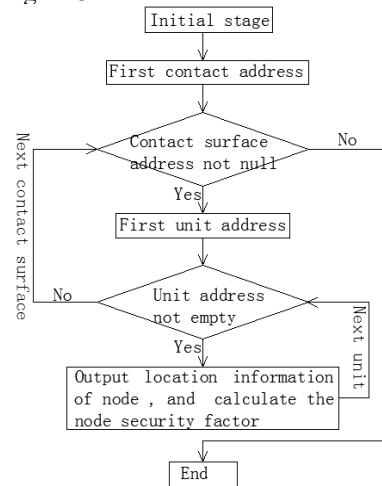 Initial stage
First contact address
Contact surface
address not null
No
Yes
First unit address
Next contact surface
No
Unit address
not empty
Next unit
Yes
Output location information
of node , and calculate the
node security factor
End